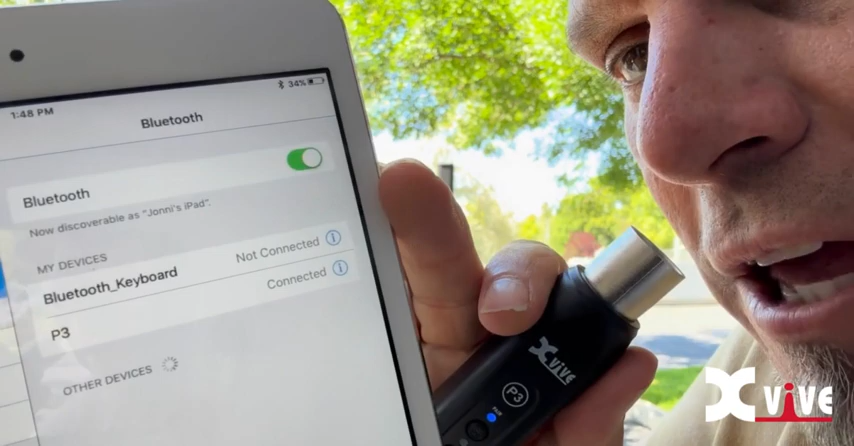 1:48 PM
34%
Bluetooth
Bluetooth
Now discoverable as “Jonni's iPad”.
MY DEVICES
Bluetooth_Keyboard Not Connected
P3 Connected
OTHER DEVICES
Xvive
P3
Xvive